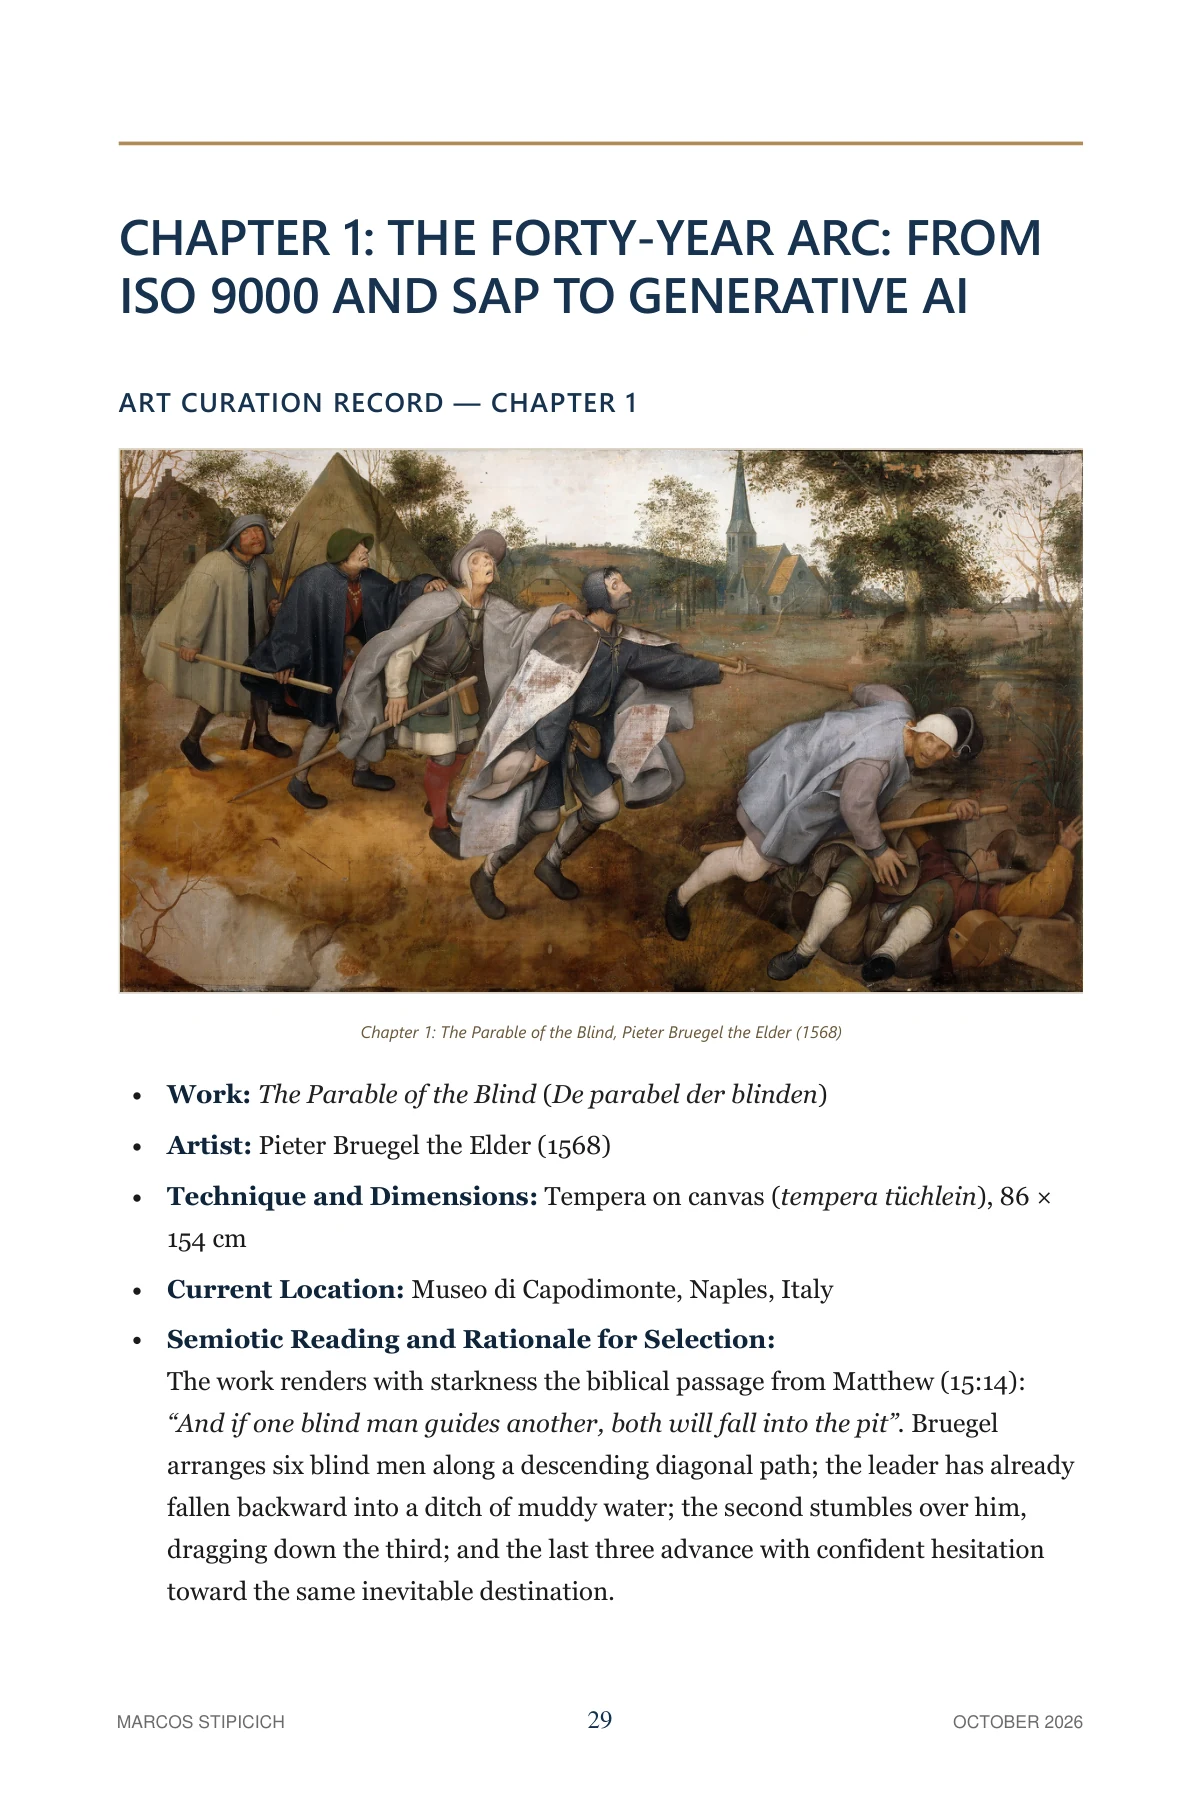 CHAPTER 1: THE FORTY-YEAR ARC: FROM
ISO 9000 AND SAP TO GENERATIVE AI
ART CURATION RECORD — CHAPTER 1
Chapter 1: The Parable of the Blind, Pieter Bruegel the Elder (1568)
• Work: The Parable of the Blind (De parabel der blinden)
• Artist: Pieter Bruegel the Elder (1568)
• Technique and Dimensions: Tempera on canvas (tempera tüchlein), 86 ×
154 cm
• Current Location: Museo di Capodimonte, Naples, Italy
• Semiotic Reading and Rationale for Selection:
The work renders with starkness the biblical passage from Matthew (15:14):
“And if one blind man guides another, both will fall into the pit”. Bruegel
arranges six blind men along a descending diagonal path; the leader has already
fallen backward into a ditch of muddy water; the second stumbles over him,
dragging down the third; and the last three advance with confident hesitation
toward the same inevitable destination.
MARCOS STIPICICH
29
OCTOBER 2026